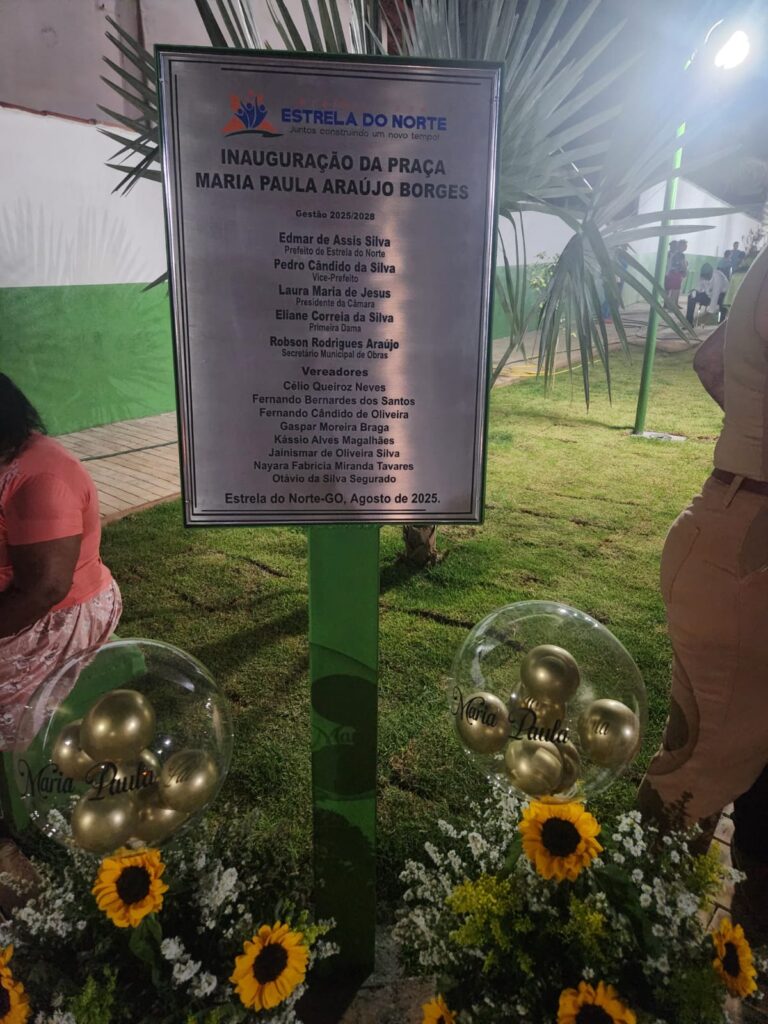 ESTRELA DO NORTE
Juntos construindo um novo tempo!
INAUGURAÇÃO DA PRAÇA
MARIA PAULA ARAÚJO BORGES
Gestão 2025/2028
Edmar de Assis Silva
Prefeito de Estrela do Norte
Pedro Cândido da Silva
Vice-Prefeito
Laura Maria de Jesus
Presidente da Câmara
Eliane Correia da Silva
Primeira Dama
Robson Rodrigues Araújo
Secretário Municipal de Obras
Vereadores
Célio Queiroz Neves
Fernando Bernardes dos Santos
Fernando Cândido de Oliveira
Gaspar Moreira Braga
Kássio Alves Magalhães
Jainismar de Oliveira Silva
Nayara Fabrícia Miranda Tavares
Otávio da Silva Segurado
Estrela do Norte-GO, Agosto de 2025.
Maria Paula
Maria Paula